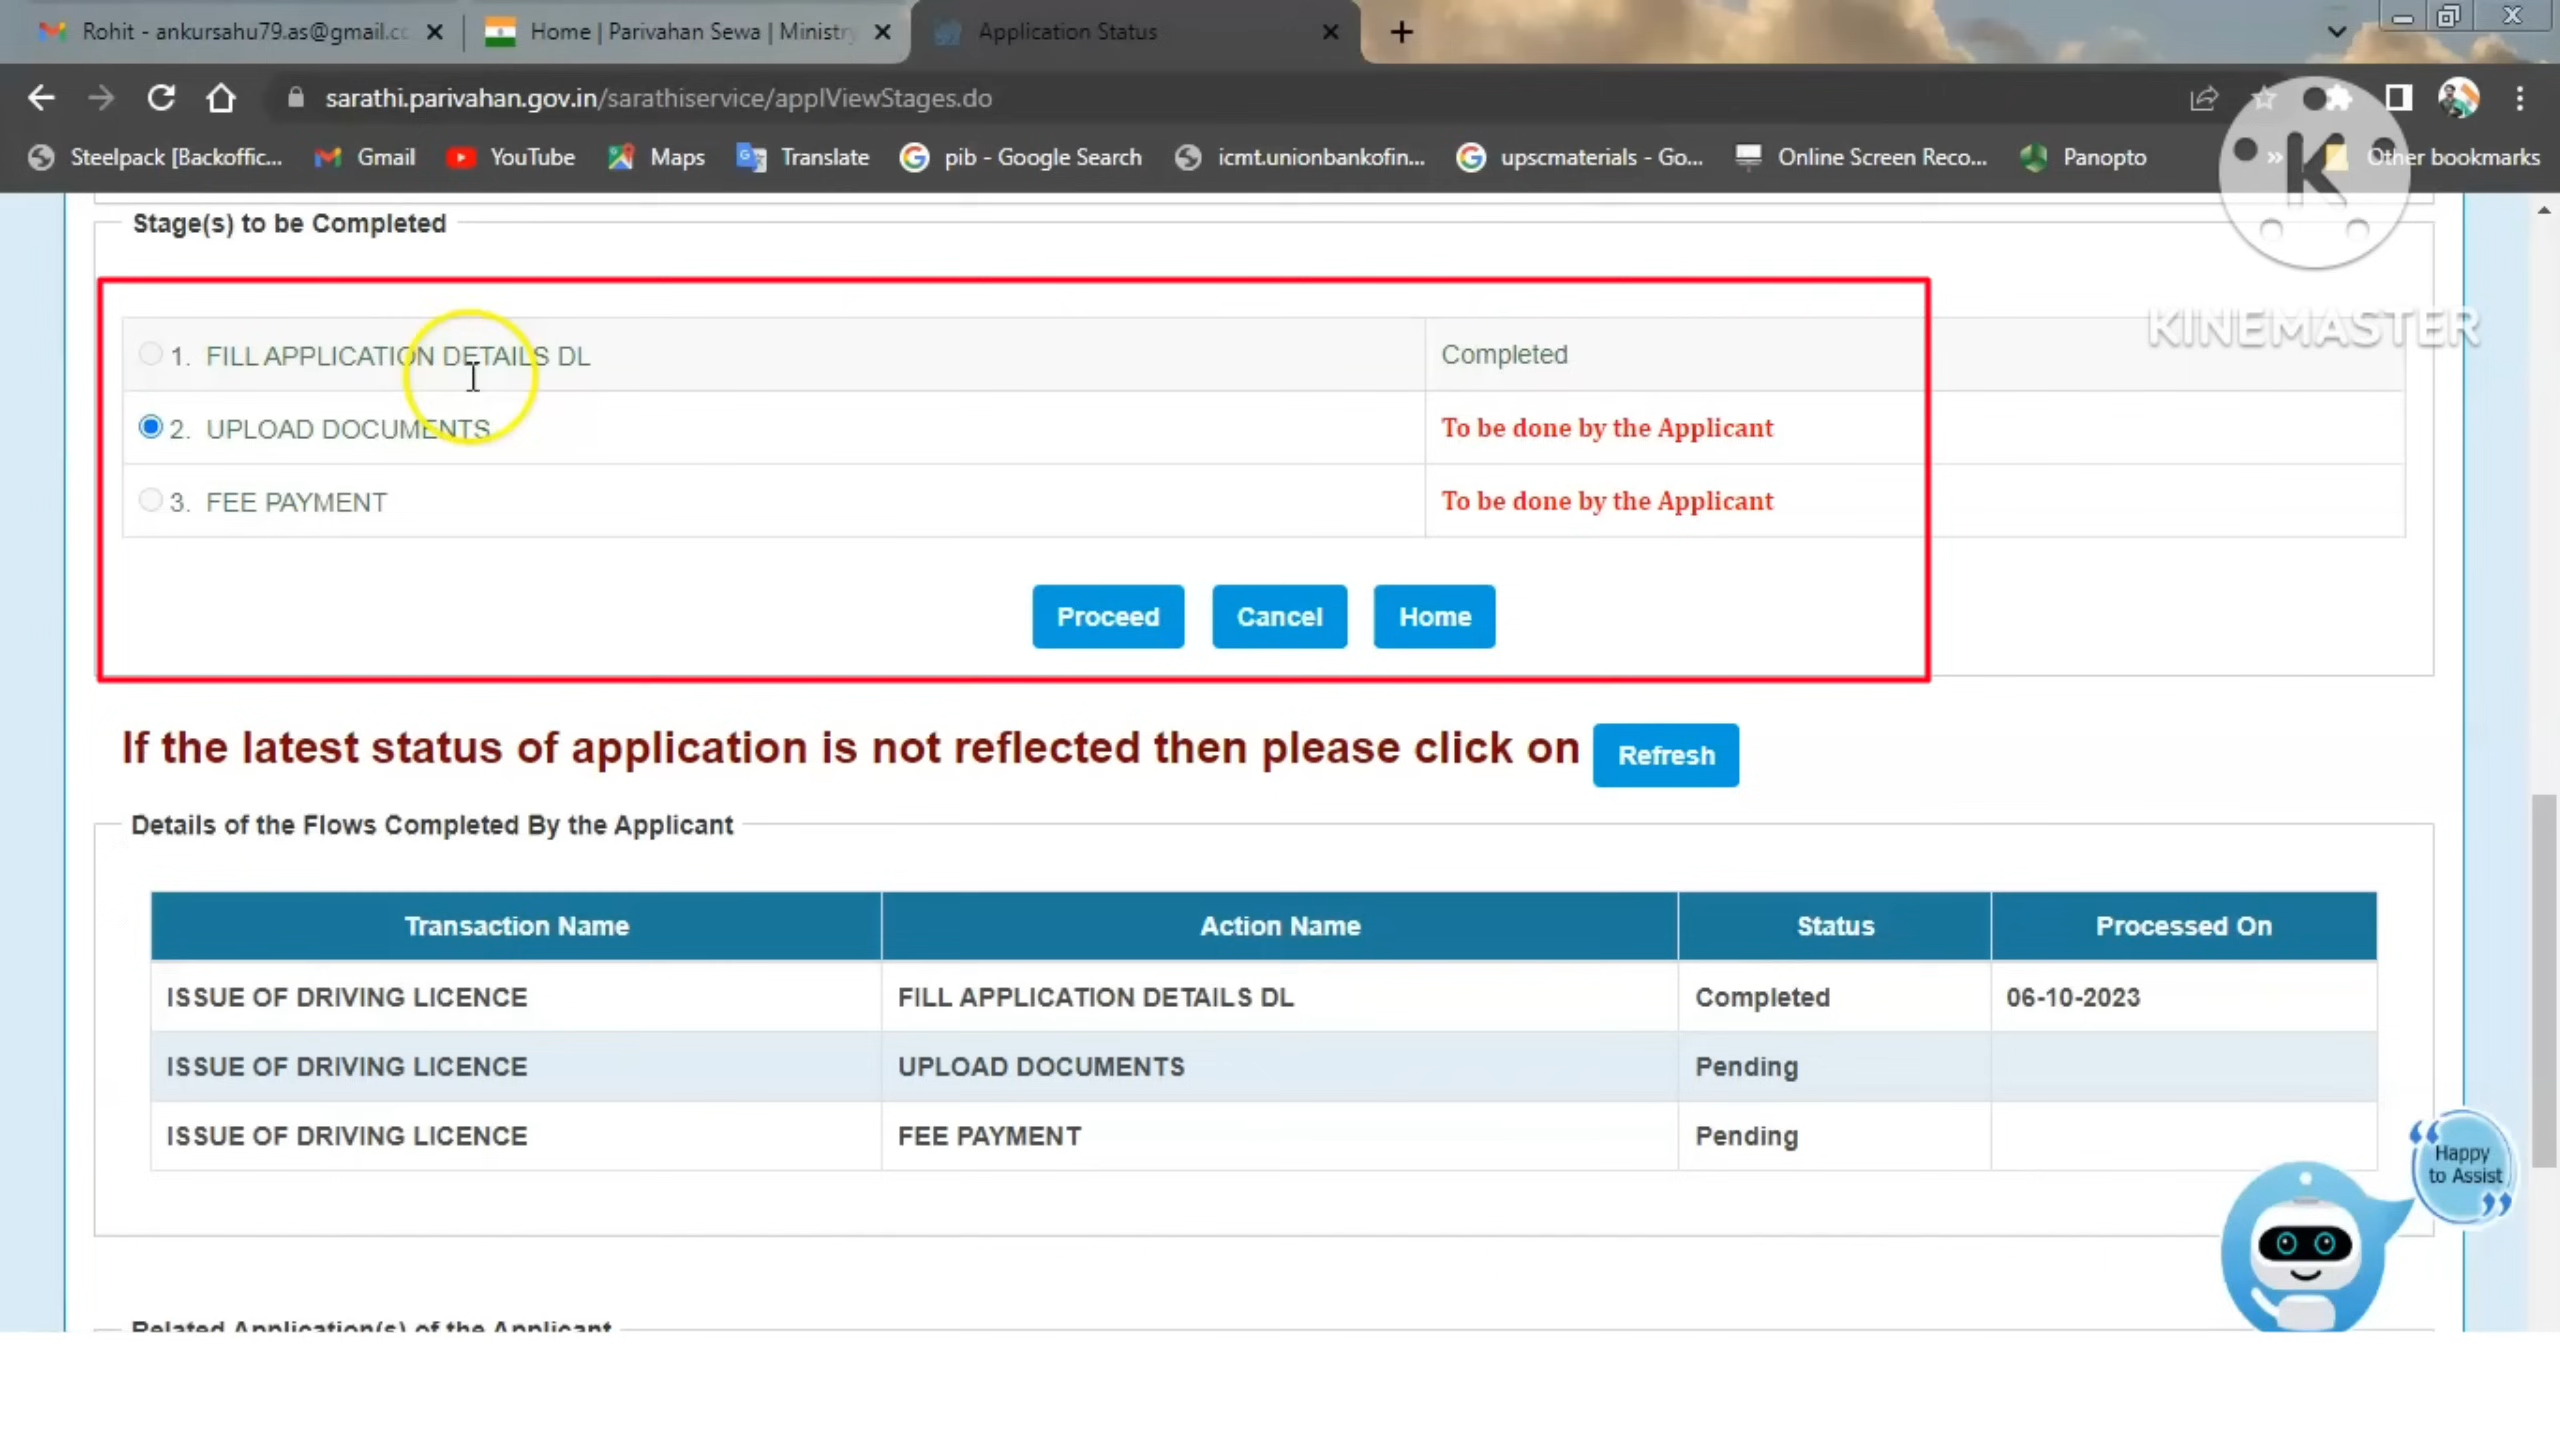 Rohit - ankursahu79.as@gmail.cc
Home | Parivahan Sewa | Ministry
Application Status
sarathi.parivahan.gov.in/sarathiservice/applViewStages.do
Steelpack [Backoffic...
Gmail
YouTube
Maps
Translate
pib - Google Search
icmt.unionbankofin...
upscmaterials - Go...
Online Screen Reco...
Panopto
»
Other bookmarks
K
KINEMASTER
Stage(s) to be Completed
1. FILL APPLICATION DETAILS DL Completed
2. UPLOAD DOCUMENTS To be done by the Applicant
3. FEE PAYMENT To be done by the Applicant
Proceed Cancel Home
If the latest status of application is not reflected then please click on Refresh
Details of the Flows Completed By the Applicant
Transaction Name Action Name Status Processed On
ISSUE OF DRIVING LICENCE FILL APPLICATION DETAILS DL Completed 06-10-2023
ISSUE OF DRIVING LICENCE UPLOAD DOCUMENTS Pending
ISSUE OF DRIVING LICENCE FEE PAYMENT Pending
Happy
to Assist
Related Application(s) of the Applicant